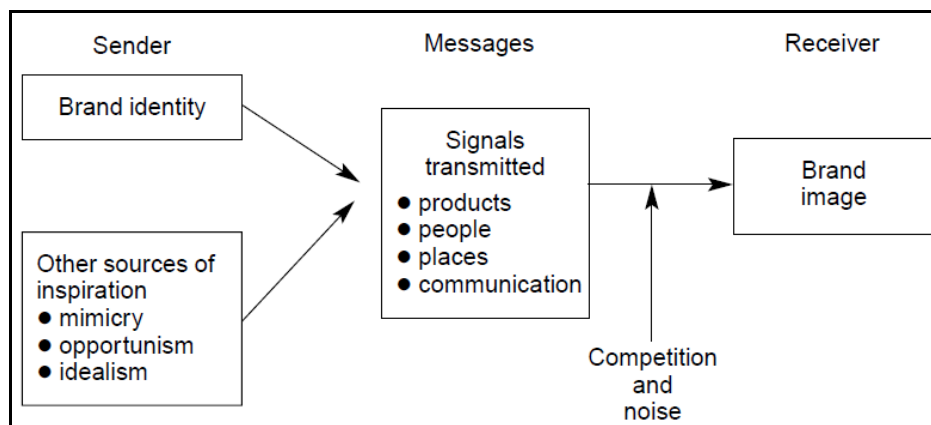 Sender
Messages
Receiver
Brand identity
Other sources of
inspiration
● mimicry
● opportunism
● idealism
Signals
transmitted
● products
● people
● places
● communication
Competition
and
noise
Brand
image